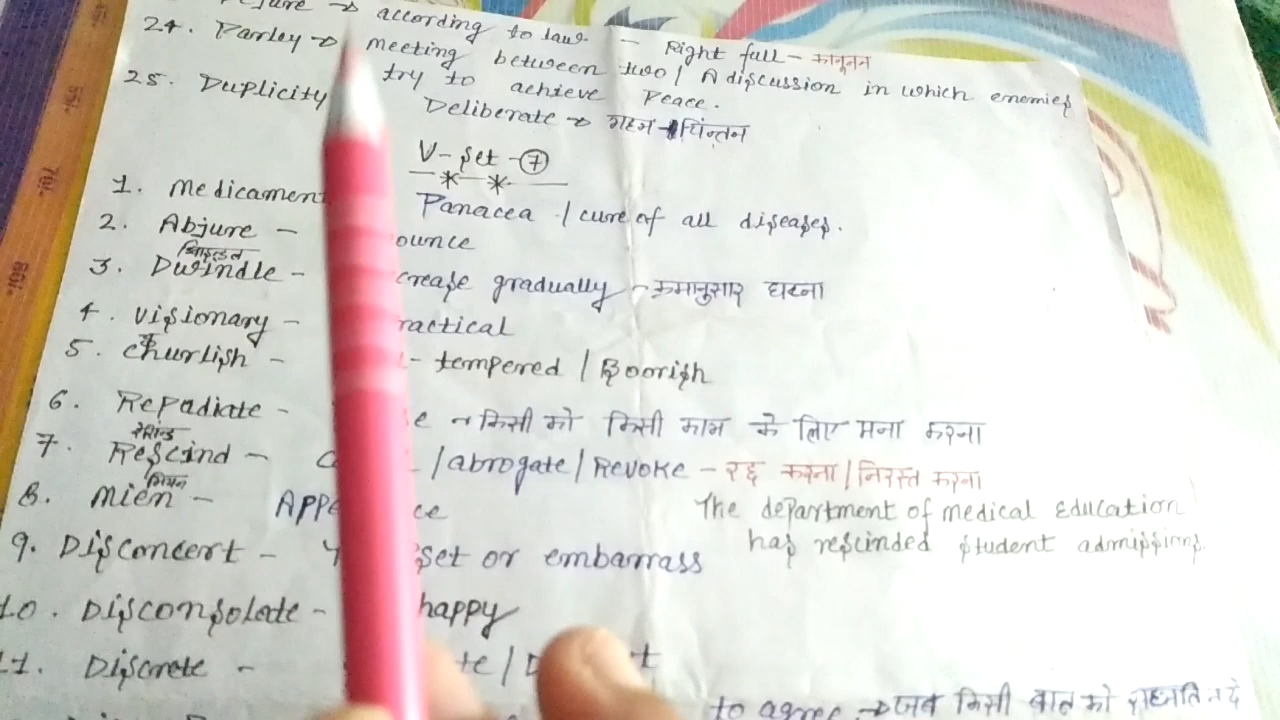 according to law - Right full - कानूनन
24. Parley → meeting between two / A discussion in which enemies
try to achieve Peace.
25. Duplicity
Deliberate → गहन चिन्तन
V-set-7
1. Medicament Panacea / cure of all diseases.
2. Abjure - ounce
3. Dwindle - crease gradually - क्रमानुसार घटना
4. visionary - ractical
5. churlish - - tempered / Boorish
6. Repadiate - e किसी को किसी काम के लिए मना करना
7. Rescind - / abrogate / Revoke - रद्द करना / निरस्त करना
8. mien - Appe ce
The department of medical Education
has rescinded student admissions.
9. Disconcert - set or embarrass
10. Disconsolate - happy
11. Discrete - te /
to agree → जब किसी बात को